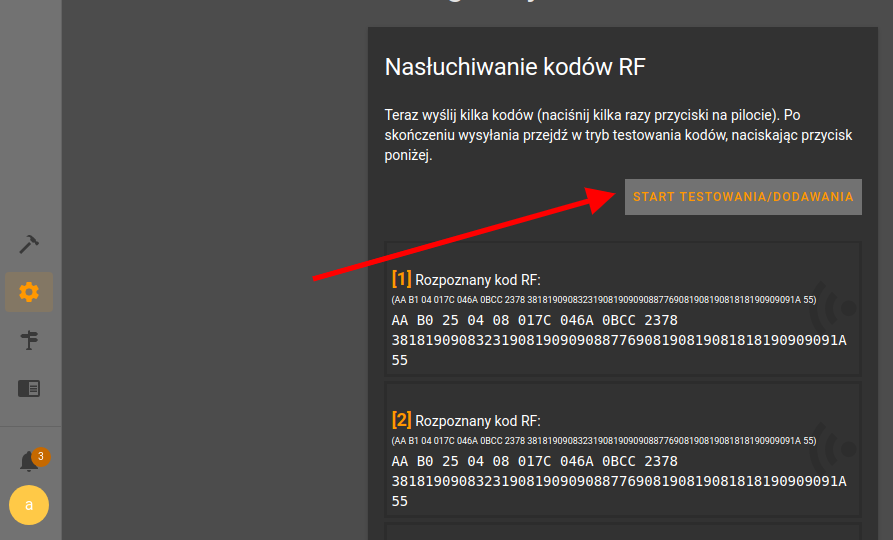 Nasłuchiwanie kodów RF
Teraz wyślij kilka kodów (naciśnij kilka razy przyciski na pilocie). Po
skończeniu wysyłania przejdź w tryb testowania kodów, naciskając przycisk
poniżej.
START TESTOWANIA/DODAWANIA
[1] Rozpoznany kod RF:
(AA B1 04 017C 046A 0BCC 2378 38181909083231908190909088776908190819081818190909091A 55)
AA B0 25 04 08 017C 046A 0BCC 2378
38181909083231908190909088776908190819081818190909091A
55
[2] Rozpoznany kod RF:
(AA B1 04 017C 046A 0BCC 2378 38181909083231908190909088776908190819081818190909091A 55)
AA B0 25 04 08 017C 046A 0BCC 2378
38181909083231908190909088776908190819081818190909091A
55
3
a